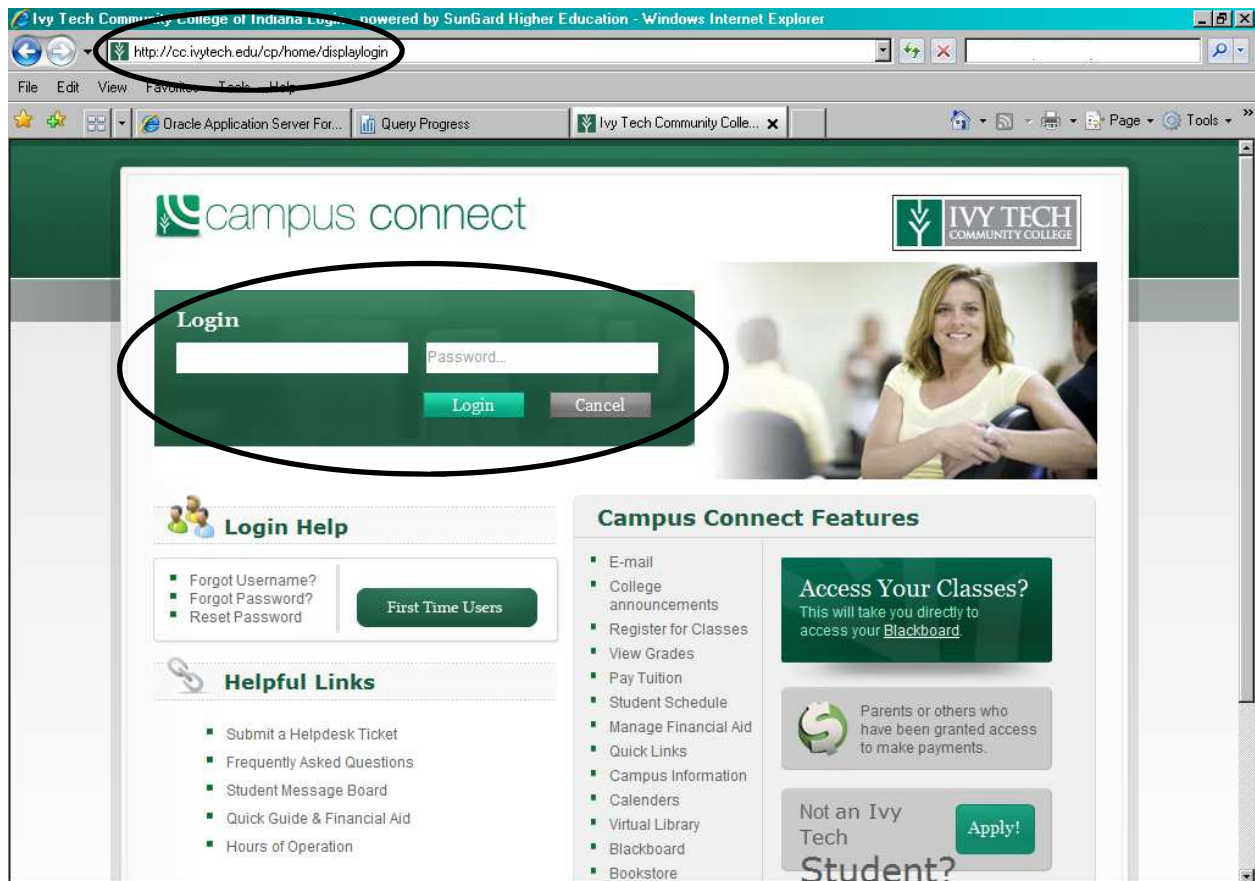 Ivy Tech Community College of Indiana Login - powered by SunGard Higher Education - Windows Internet Explorer
http://cc.ivytech.edu/cp/home/displaylogin
File Edit View Favorites Tools Help
Oracle Application Server For... Query Progress Ivy Tech Community Colle... Page Tools
campus connect
IVY TECH
COMMUNITY COLLEGE
Login
Password...
Login Cancel
Login Help
Forgot Username?
Forgot Password?
Reset Password
First Time Users
Helpful Links
Submit a Helpdesk Ticket
Frequently Asked Questions
Student Message Board
Quick Guide & Financial Aid
Hours of Operation
Campus Connect Features
E-mail
College
announcements
Register for Classes
View Grades
Pay Tuition
Student Schedule
Manage Financial Aid
Quick Links
Campus Information
Calenders
Virtual Library
Blackboard
Bookstore
Access Your Classes?
This will take you directly to
access your Blackboard.
Parents or others who
have been granted access
to make payments.
Not an Ivy
Tech
Student?
Apply!